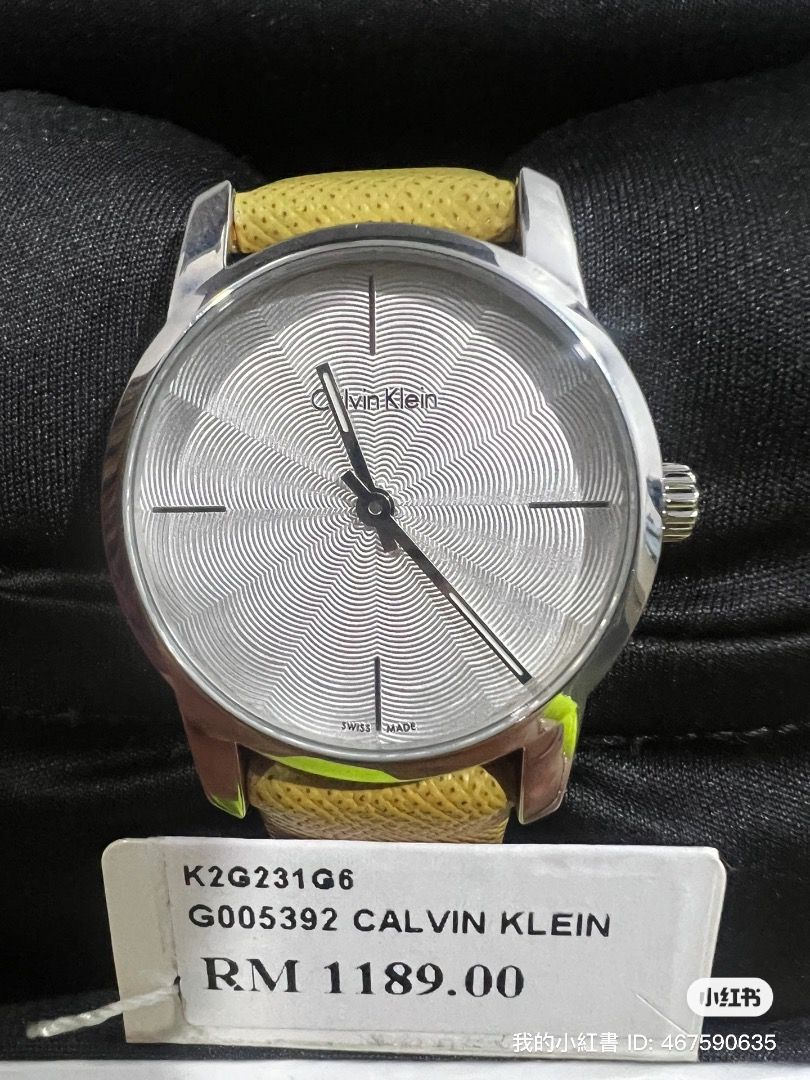 Calvin Klein
SWISS MADE
K2G231G6
G005392 CALVIN KLEIN
RM 1189.00
小红书
我的小紅書 ID: 467590635